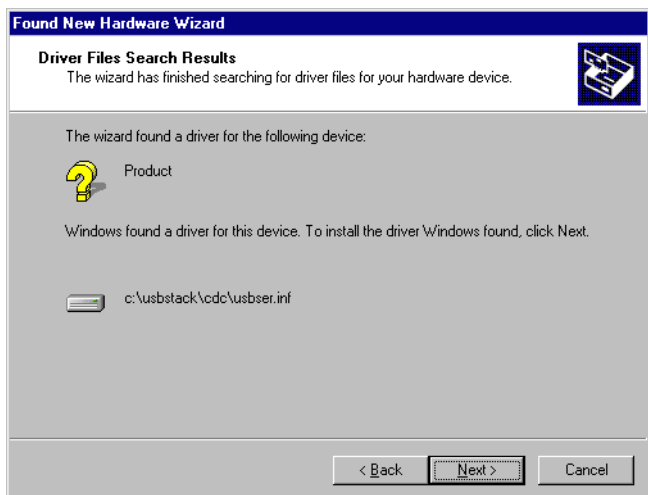 Found New Hardware Wizard
Driver Files Search Results
The wizard has finished searching for driver files for your hardware device.
The wizard found a driver for the following device:
Product
Windows found a driver for this device. To install the driver Windows found, click Next.
c:\usbstack\cdc\usbser.inf
< Back Next > Cancel